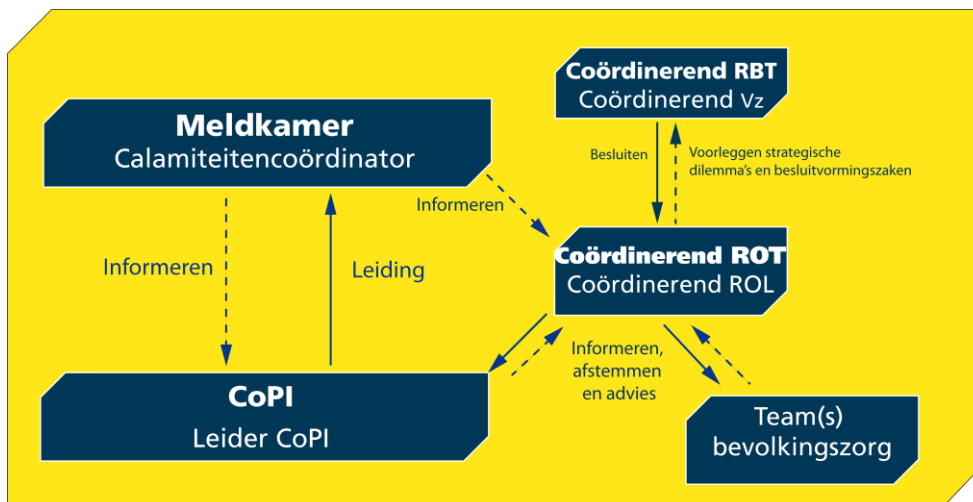 Coördinerend RBT
Coördinerend Vz
Meldkamer
Calamiteitencoördinator
Besluiten
Voorleggen strategische
dilemma's en besluitvormingszaken
Informeren
Coördinerend ROT
Coördinerend ROL
Informeren
Leiding
Informeren,
afstemmen
en advies
CoPI
Leider CoPI
Team(s)
bevolkingszorg